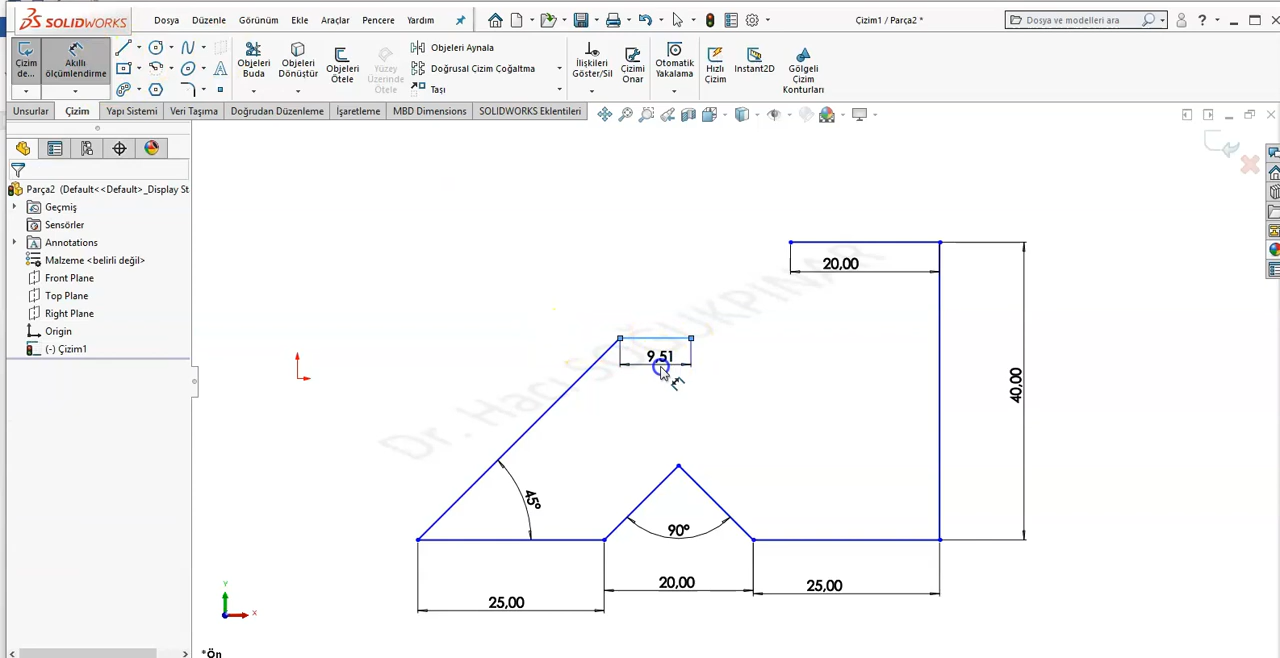 SOLIDWORKS
Dosya Düzenle Görünüm Ekle Araçlar Pencere Yardım
Çizim1 / Parça2 *
Dosya ve modelleri ara
Çizim de...
Akıllı ölçümlendirme
Objeleri Buda
Objeleri Dönüştür
Objeleri Ötele
Yüzey Üzerinde Ötele
Objeleri Aynala
Doğrusal Çizim Çoğaltma
Taşı
İlişkileri Göster/Sil
Çizimi Onar
Otomatik Yakalama
Hızlı Çizim
Instant2D
Gölgeli Çizim Konturları
Unsurlar Çizim Yapı Sistemi Veri Taşıma Doğrudan Düzenleme İşaretleme MBD Dimensions SOLIDWORKS Eklentileri
Parça2 (Default<<Default>_Display St
Geçmiş
Sensörler
Annotations
Malzeme <belirli değil>
Front Plane
Top Plane
Right Plane
Origin
(-) Çizim1
20,00
9,51
40,00
45°
90°
20,00
25,00
25,00
Dr. Hacı SOĞUKPINAR
Y
X
*Ön